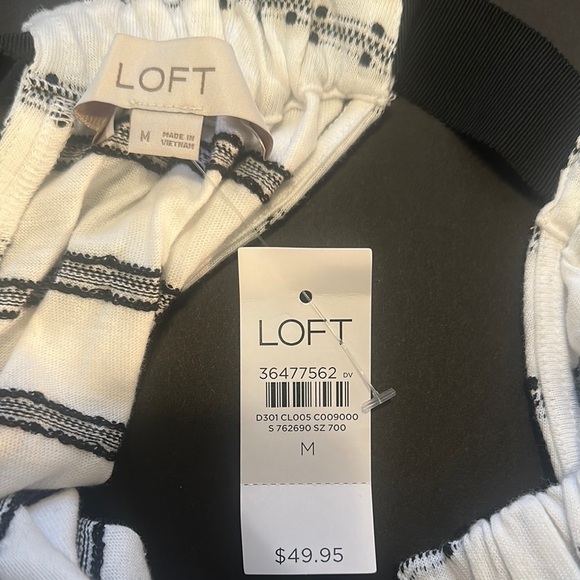 LOFT
M
MADE IN
VIETNAM
LOFT
36477562 DV
D301 CL005 C009000
S 762690 SZ 700
M
$49.95